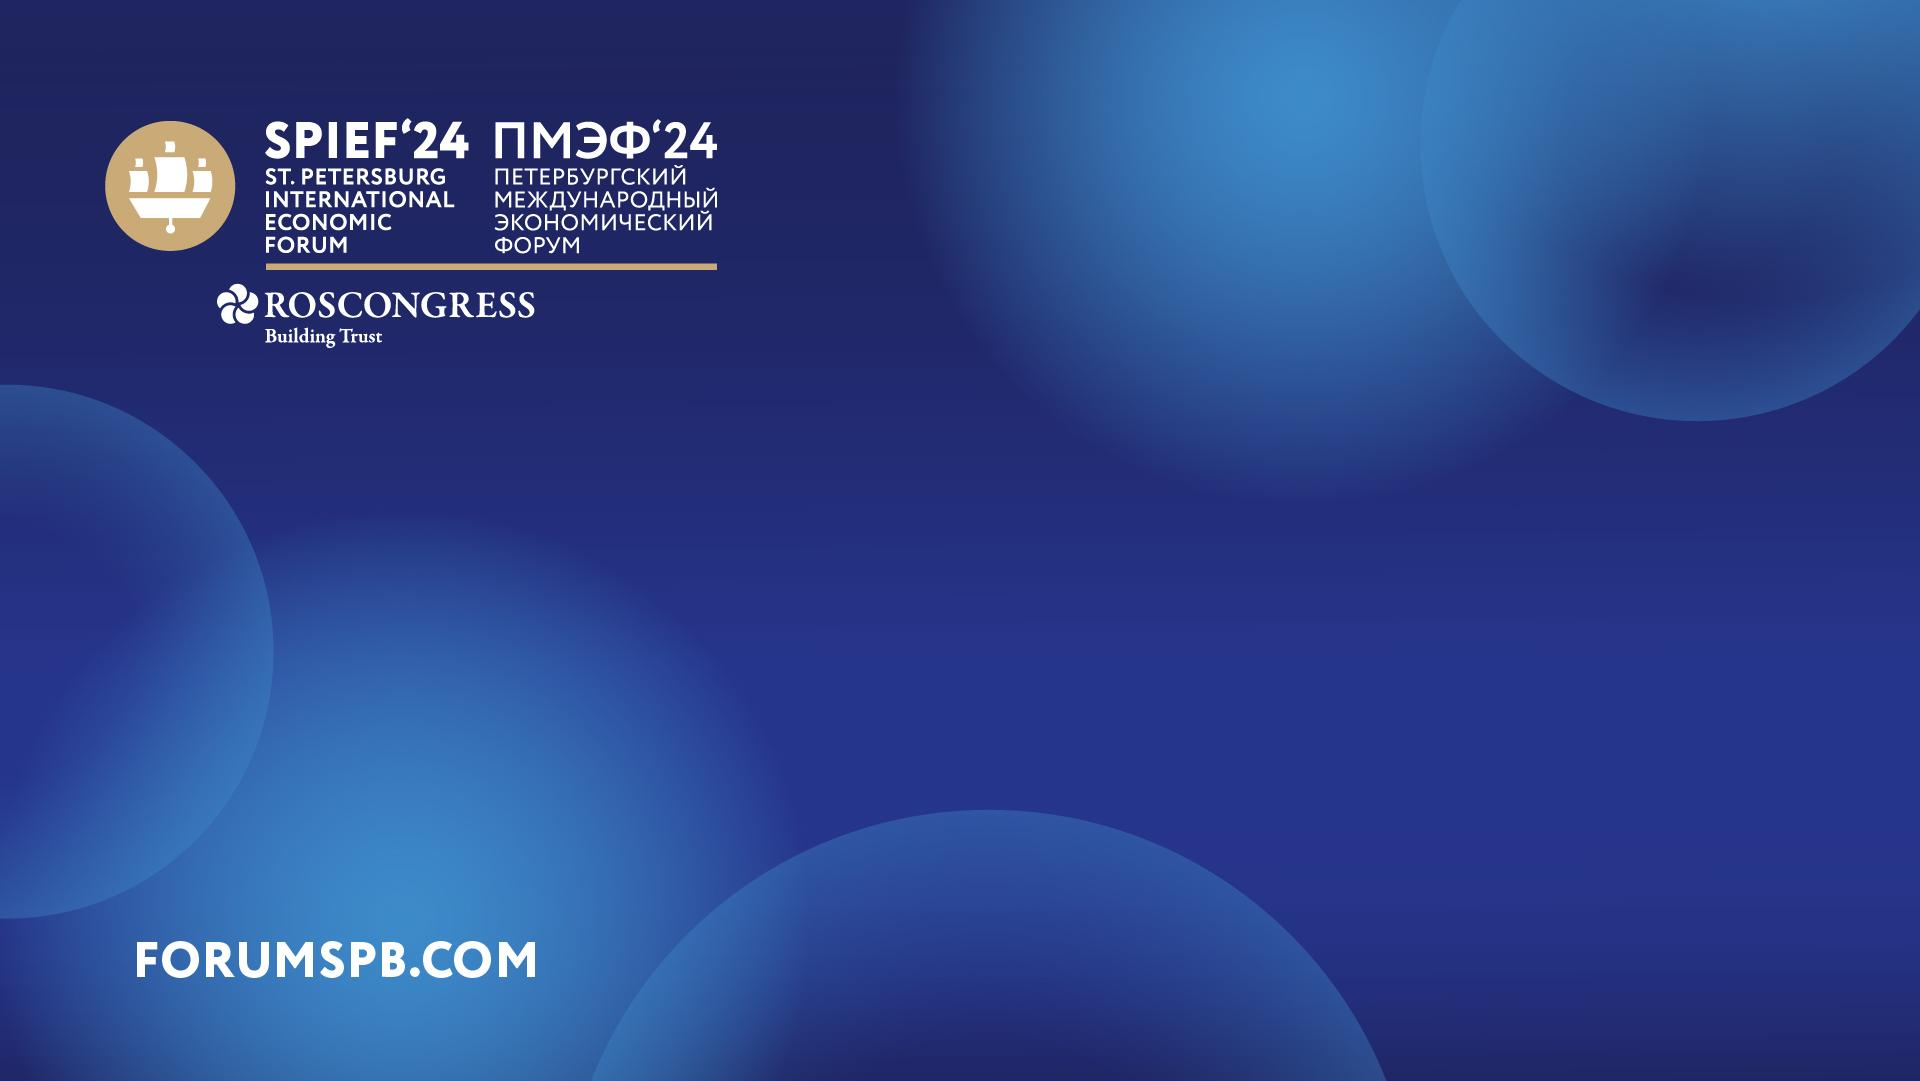 SPIEF‘24
ST. PETERSBURG
INTERNATIONAL
ECONOMIC
FORUM
ПМЭФ‘24
ПЕТЕРБУРГСКИЙ
МЕЖДУНАРОДНЫЙ
ЭКОНОМИЧЕСКИЙ
ФОРУМ
ROSCONGRESS
Building Trust
FORUMSPB.COM